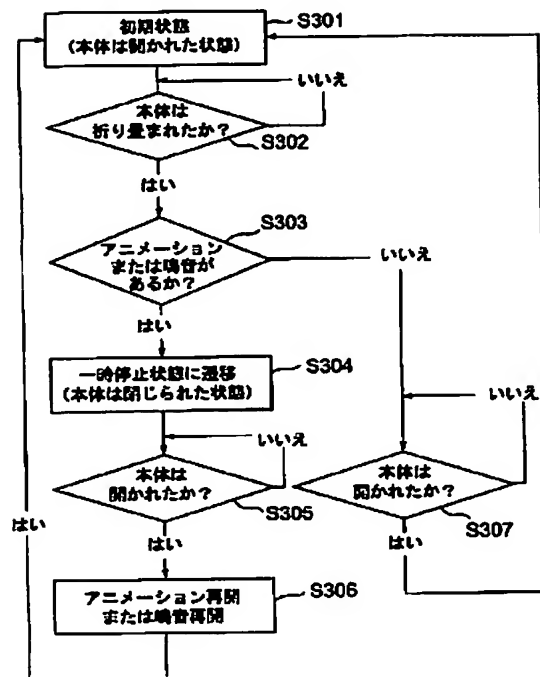 S301
初期状態
(本体は開かれた状態)
いいえ
本体は
折り畳まれたか?
S302
はい
S303
アニメーション
または鳴音が
あるか?
いいえ
はい
一時停止状態に遷移
(本体は閉じられた状態)
S304
いいえ
いいえ
本体は
開かれたか?
S305
本体は
開かれたか?
S307
はい
はい
はい
アニメーション再開
または鳴音再開
S306